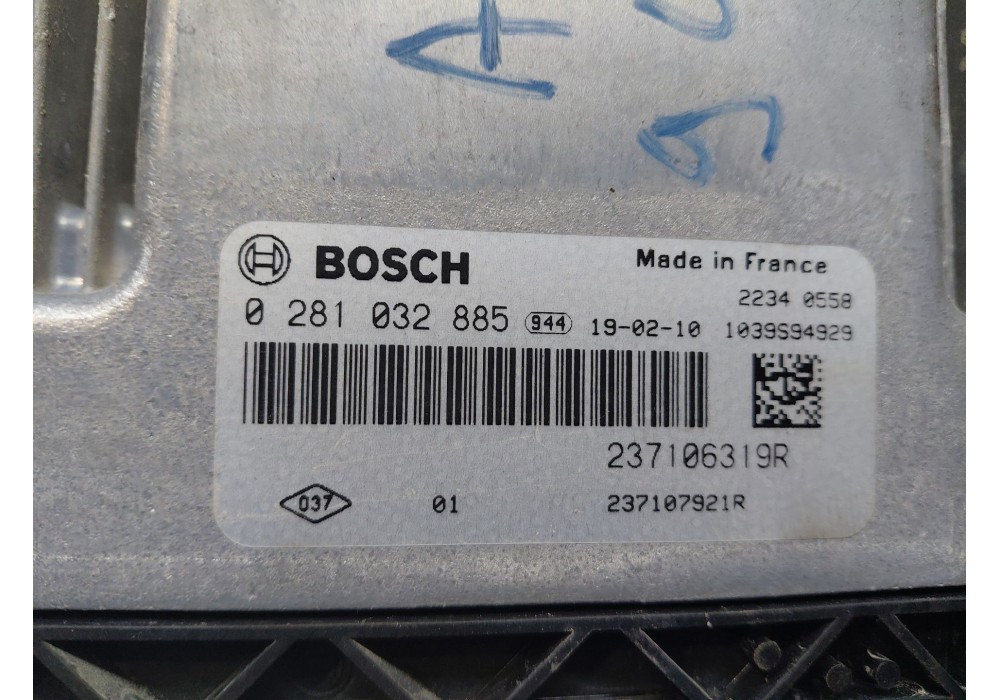 BOSCH
Made in France
2234 0558
0 281 032 885 944 19-02-10 1039S94929
237106319R
037 01 237107921R